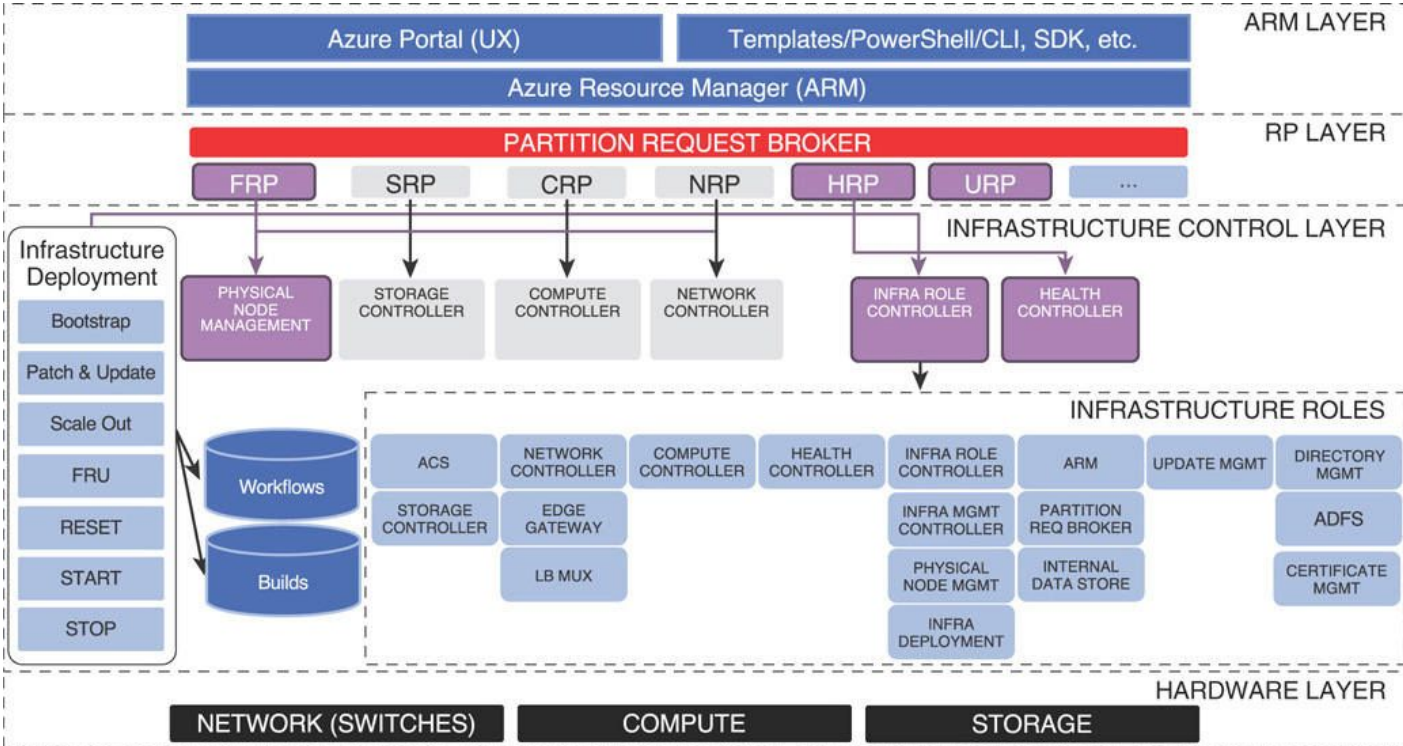 ARM LAYER
Azure Portal (UX)
Templates/PowerShell/CLI, SDK, etc.
Azure Resource Manager (ARM)
RP LAYER
PARTITION REQUEST BROKER
FRP
SRP
CRP
NRP
HRP
URP
...
INFRASTRUCTURE CONTROL LAYER
Infrastructure
Deployment
Bootstrap
Patch & Update
Scale Out
FRU
RESET
START
STOP
PHYSICAL
NODE
MANAGEMENT
STORAGE
CONTROLLER
COMPUTE
CONTROLLER
NETWORK
CONTROLLER
INFRA ROLE
CONTROLLER
HEALTH
CONTROLLER
Workflows
Builds
INFRASTRUCTURE ROLES
ACS
NETWORK
CONTROLLER
COMPUTE
CONTROLLER
HEALTH
CONTROLLER
INFRA ROLE
CONTROLLER
ARM
UPDATE MGMT
DIRECTORY
MGMT
STORAGE
CONTROLLER
EDGE
GATEWAY
INFRA MGMT
CONTROLLER
PARTITION
REQ BROKER
ADFS
LB MUX
PHYSICAL
NODE MGMT
INTERNAL
DATA STORE
CERTIFICATE
MGMT
INFRA
DEPLOYMENT
HARDWARE LAYER
NETWORK (SWITCHES)
COMPUTE
STORAGE